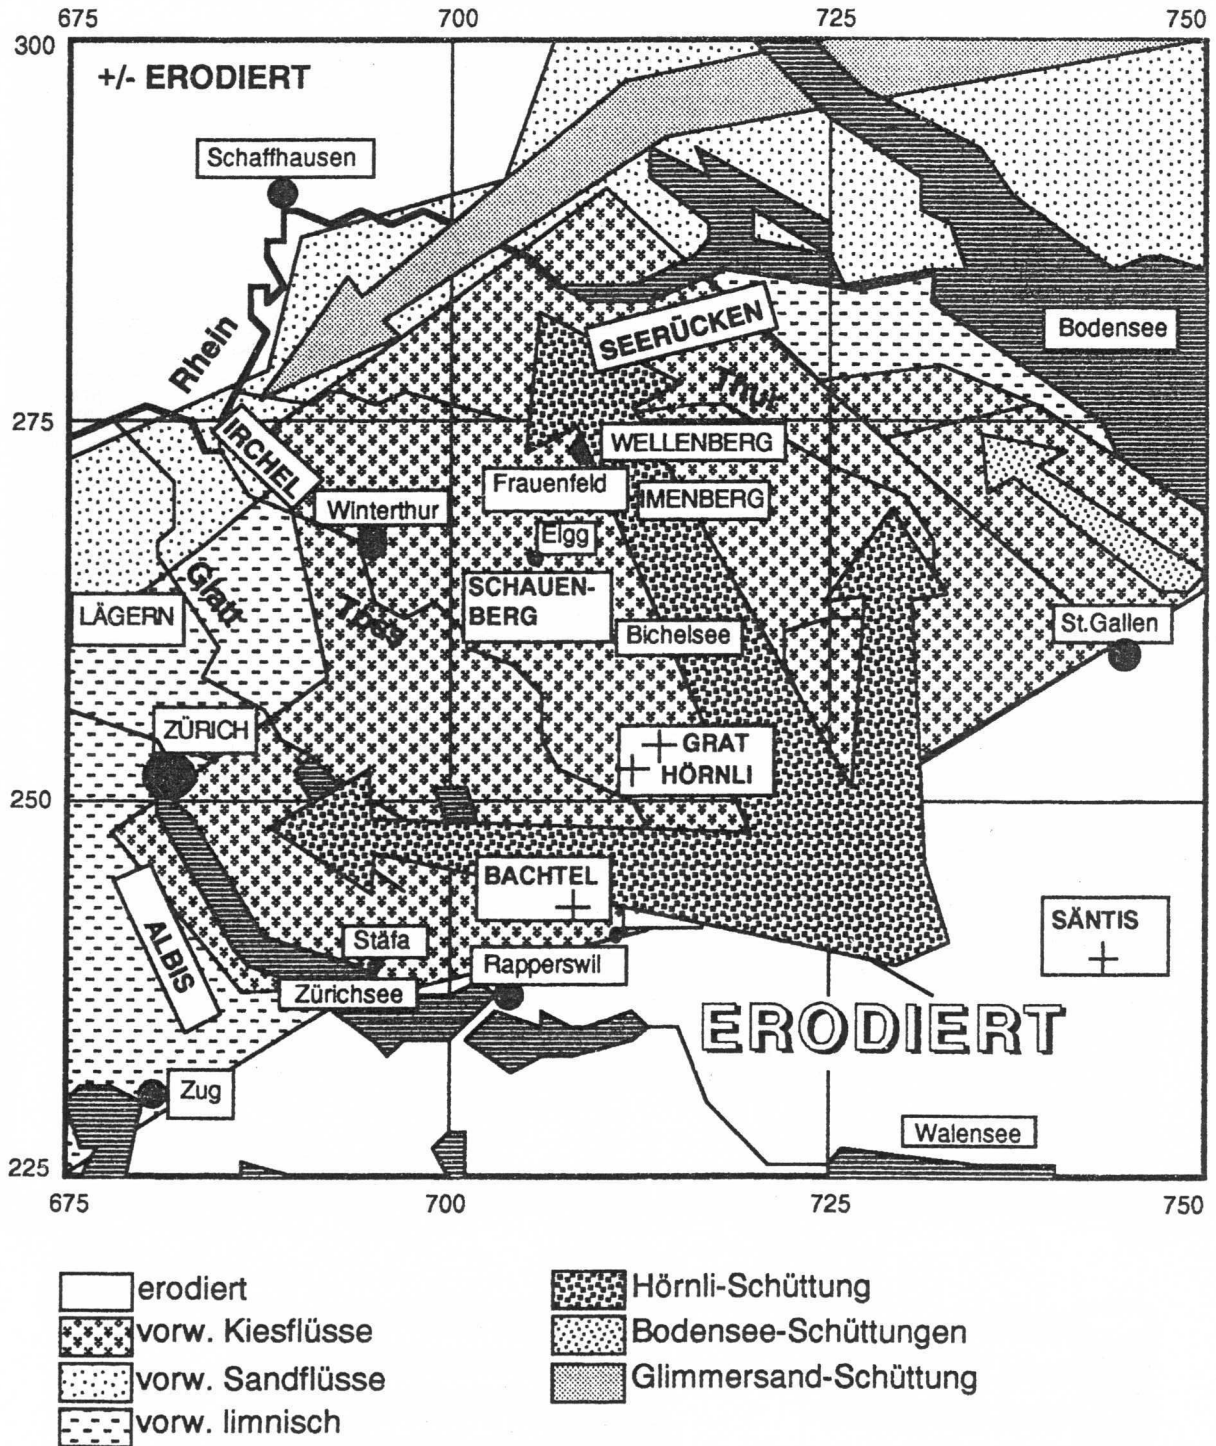 675 700 725 750
300
+/- ERODIERT
Schaffhausen
Rhein
SEERÜCKEN
Bodensee
Thur
275
IRCHEL
WELLENBERG
Frauenfeld
IMENBERG
Winterthur
Elgg
Glatt
Töss
LÄGERN
SCHAUEN-
BERG
Bichelsee
St.Gallen
ZÜRICH
GRAT
HÖRNLI
250
BACHTEL
ALBIS
Stäfa
SÄNTIS
Rapperswil
Zürichsee
ERODIERT
Zug
Walensee
225
675 700 725 750
erodiert
vorw. Kiesflüsse
vorw. Sandflüsse
vorw. limnisch
Hörnli-Schüttung
Bodensee-Schüttungen
Glimmersand-Schüttung